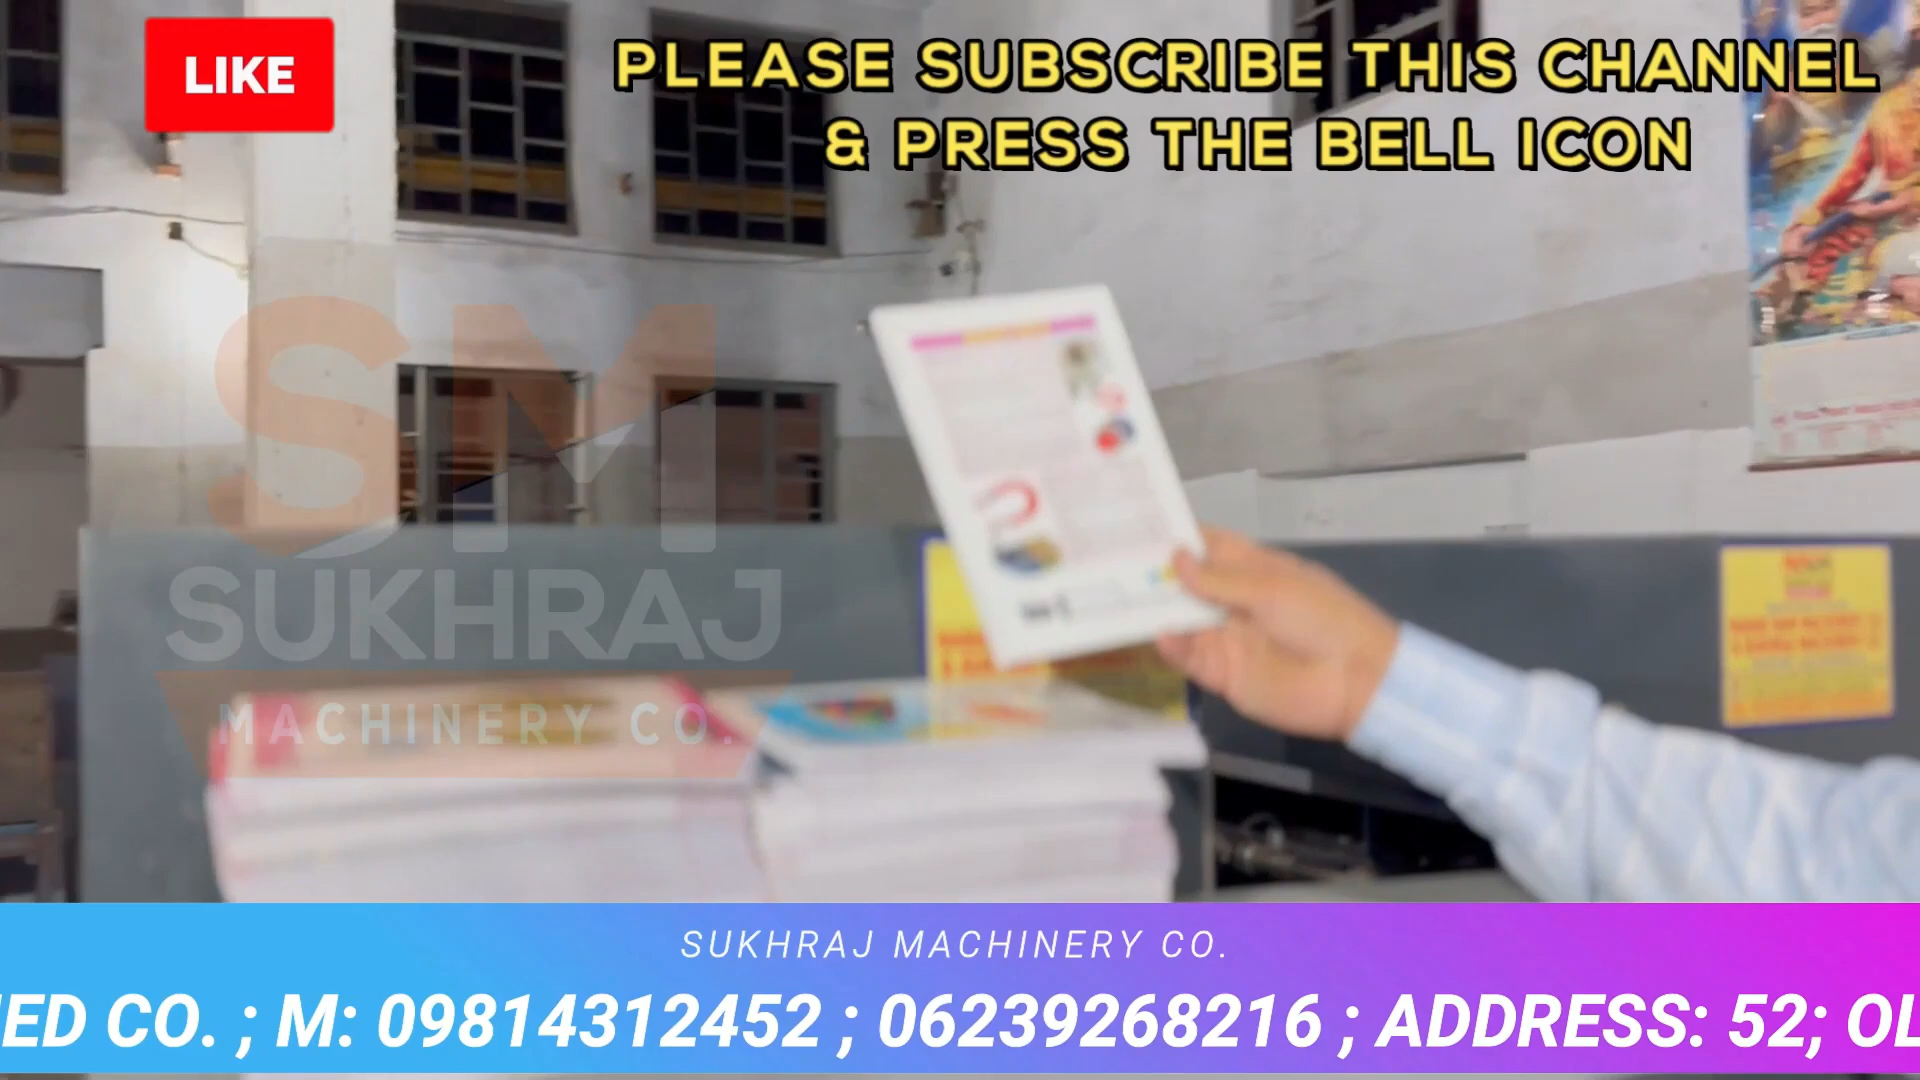 LIKE
PLEASE SUBSCRIBE THIS CHANNEL
& PRESS THE BELL ICON
SM
SUKHRAJ
MACHINERY CO.
SUKHRAJ MACHINERY CO.
ED CO. ; M: 09814312452 ; 06239268216 ; ADDRESS: 52; OL